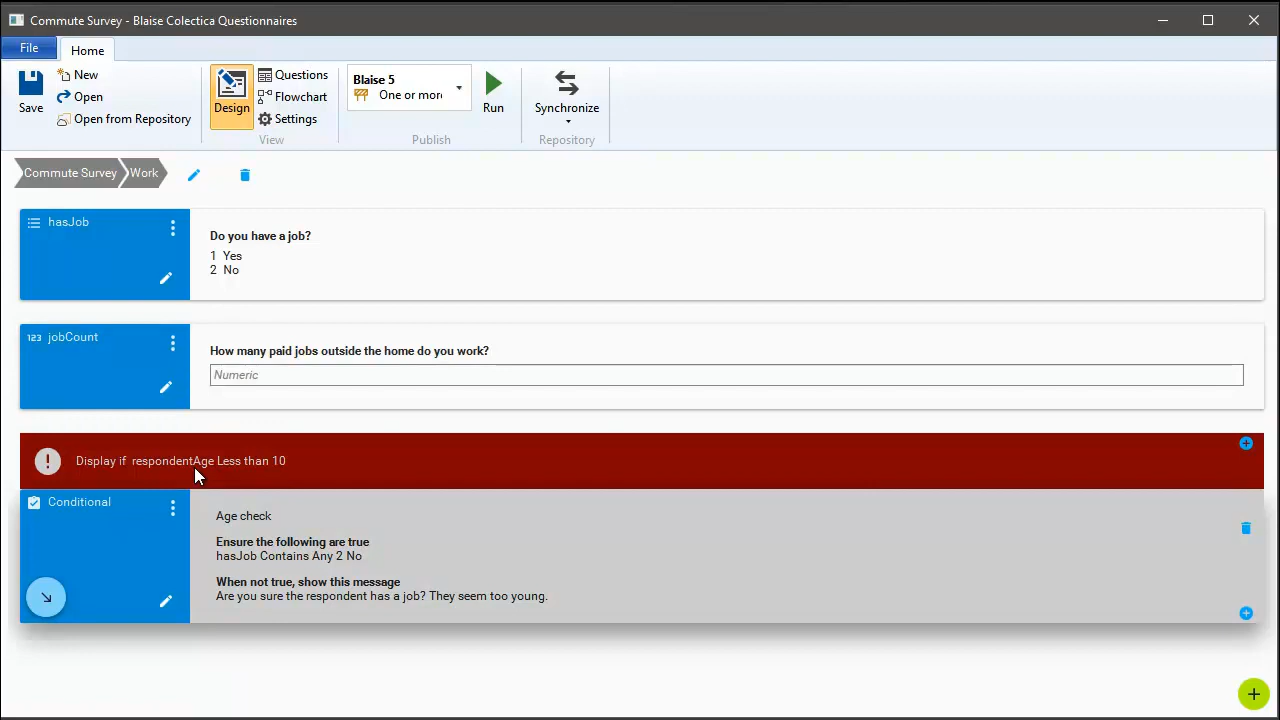 Commute Survey - Blaise Colectica Questionnaires
File
Home
Save
New
Open
Open from Repository
Design
Questions
Flowchart
Settings
View
Blaise 5
One or more
Publish
Run
Synchronize
Repository
Commute Survey
Work
hasJob
Do you have a job?
1 Yes
2 No
123 jobCount
How many paid jobs outside the home do you work?
Numeric
Display if respondentAge Less than 10
Conditional
Age check
Ensure the following are true
hasJob Contains Any 2 No
When not true, show this message
Are you sure the respondent has a job? They seem too young.